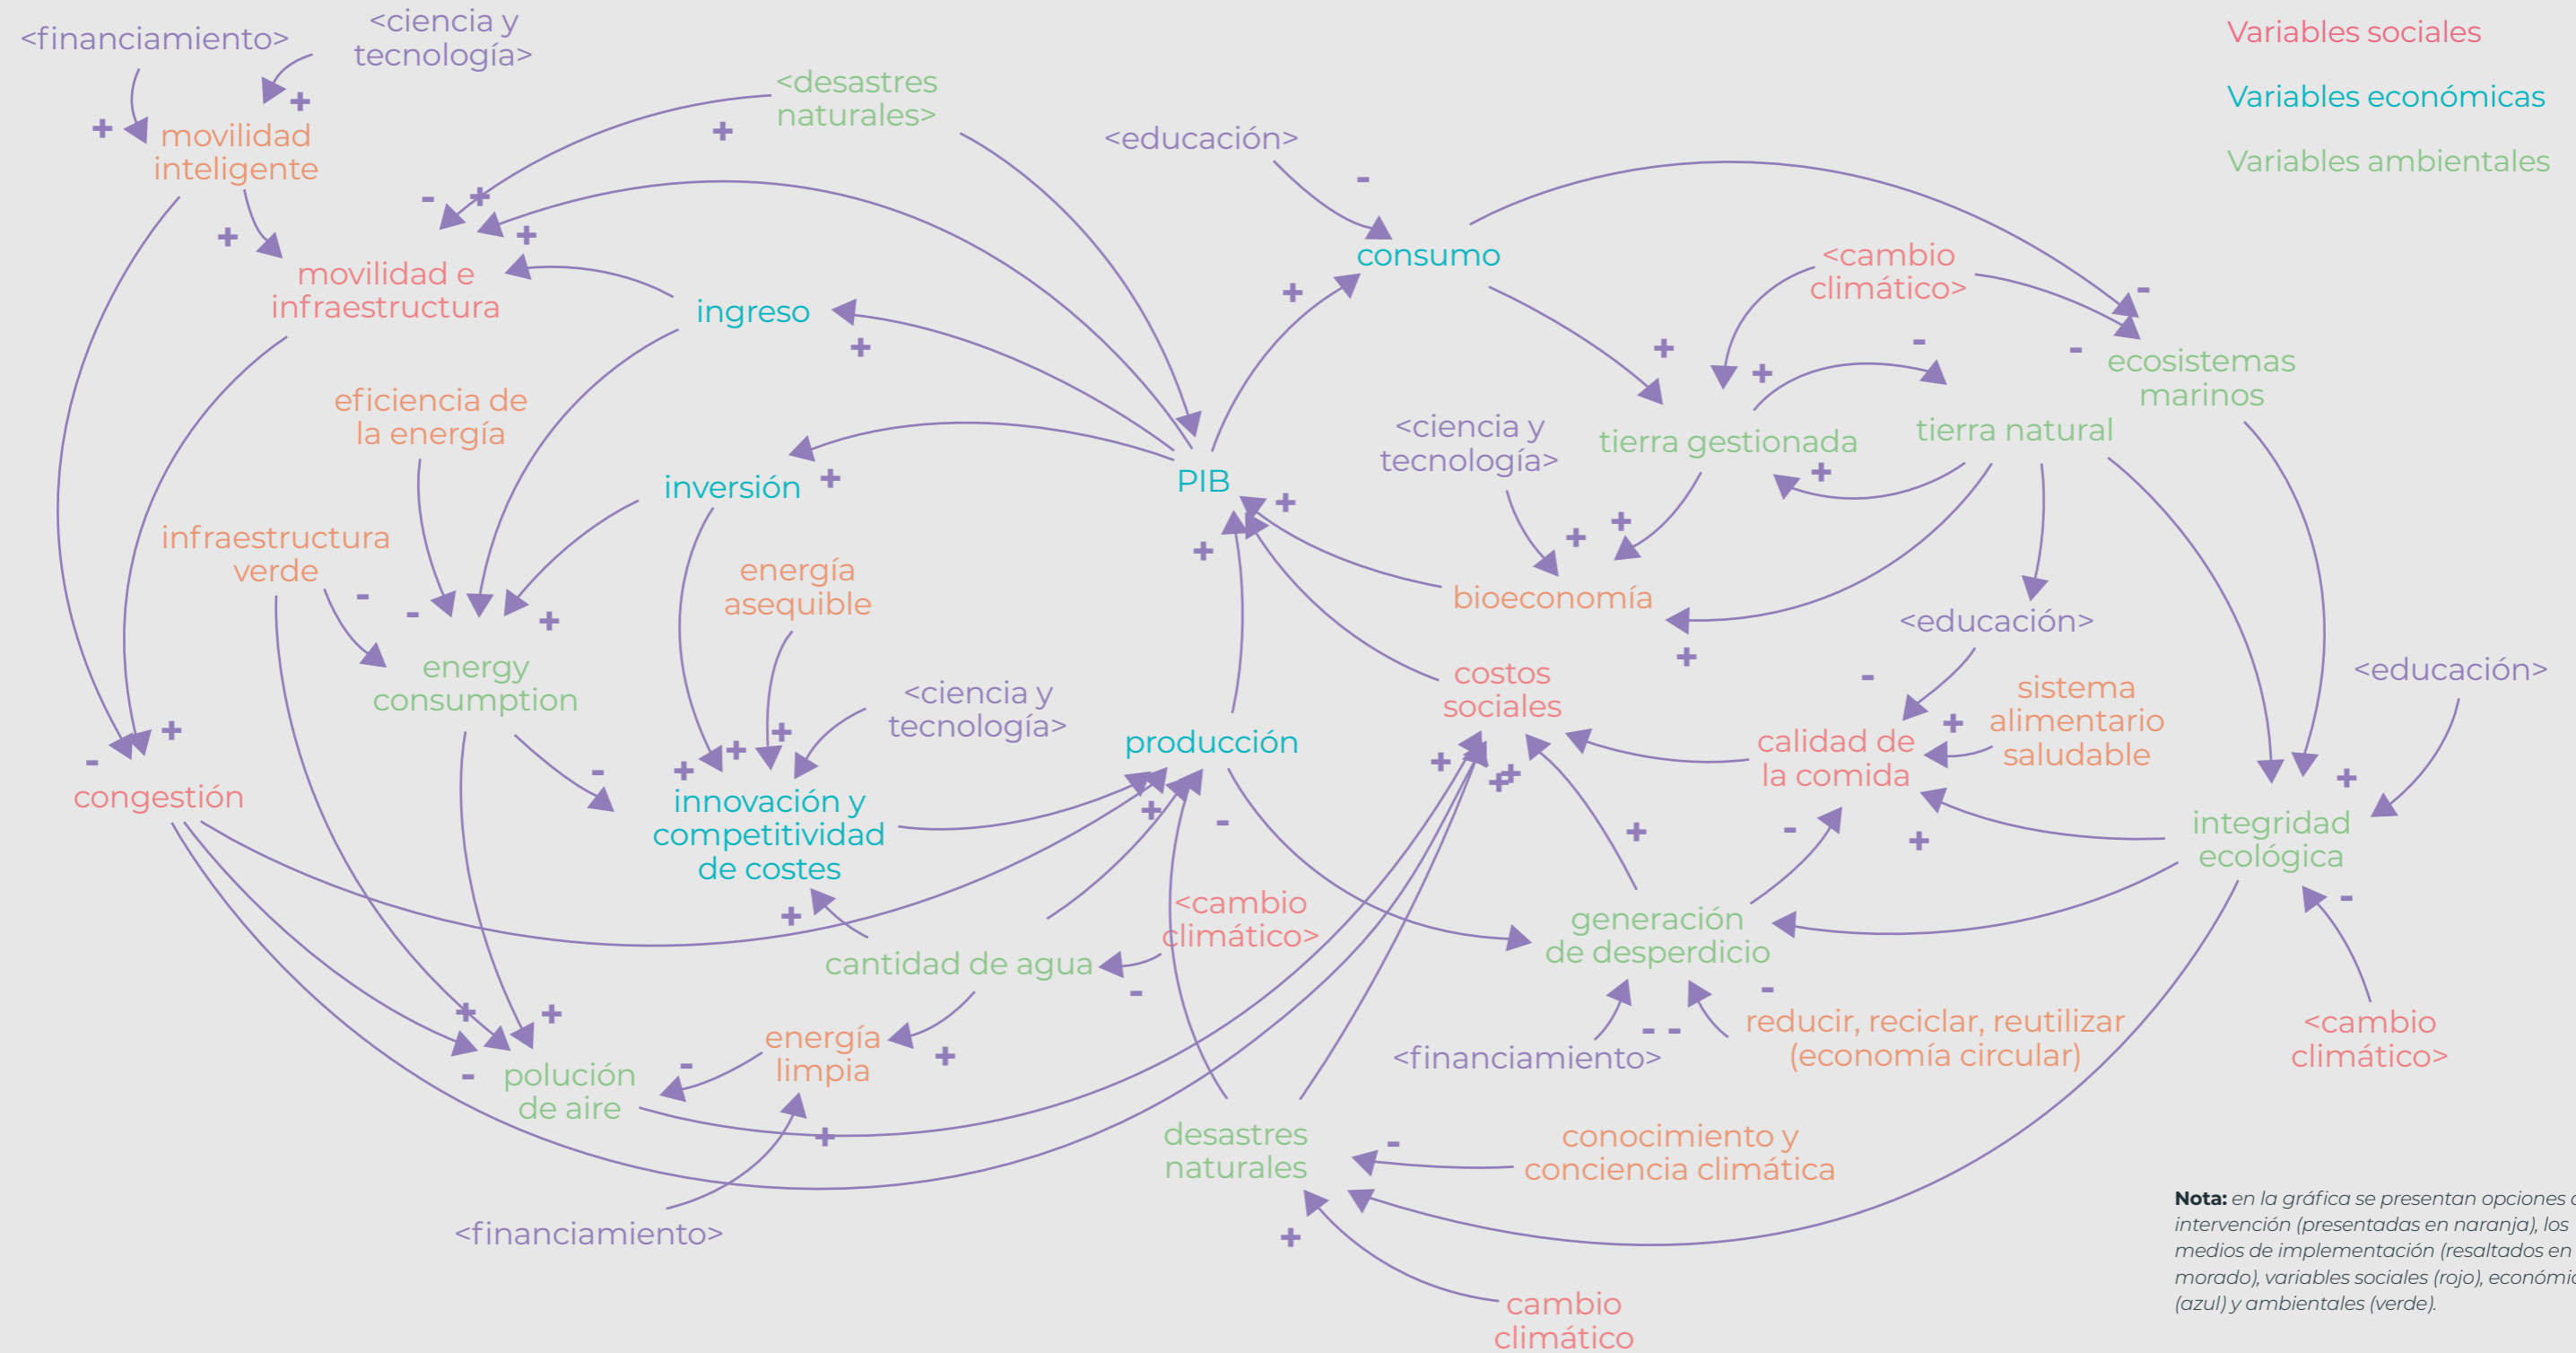 <financiamiento>
<ciencia y
tecnología>
<desastres
naturales>
Variables sociales
Variables económicas
Variables ambientales
movilidad
inteligente
<educación>
movilidad e
infraestructura
ingreso
consumo
<cambio
climático>
ecosistemas
marinos
eficiencia de
la energía
inversión
PIB
<ciencia y
tecnología>
tierra gestionada
tierra natural
infraestructura
verde
energía
asequible
bioeconomía
<educación>
energy
consumption
<ciencia y
tecnología>
producción
costos
sociales
calidad de
la comida
sistema
alimentario
saludable
<educación>
congestión
innovación y
competitividad
de costes
integridad
ecológica
<cambio
climático>
cantidad de agua
generación
de desperdicio
energía
limpia
polución
de aire
<financiamiento>
reducir, reciclar, reutilizar
(economía circular)
<cambio
climático>
desastres
naturales
conocimiento y
conciencia climática
<financiamiento>
cambio
climático
Nota: en la gráfica se presentan opciones
intervención (presentadas en naranja), los
medios de implementación (resaltados en
morado), variables sociales (rojo),
(azul) y ambientales (verde).